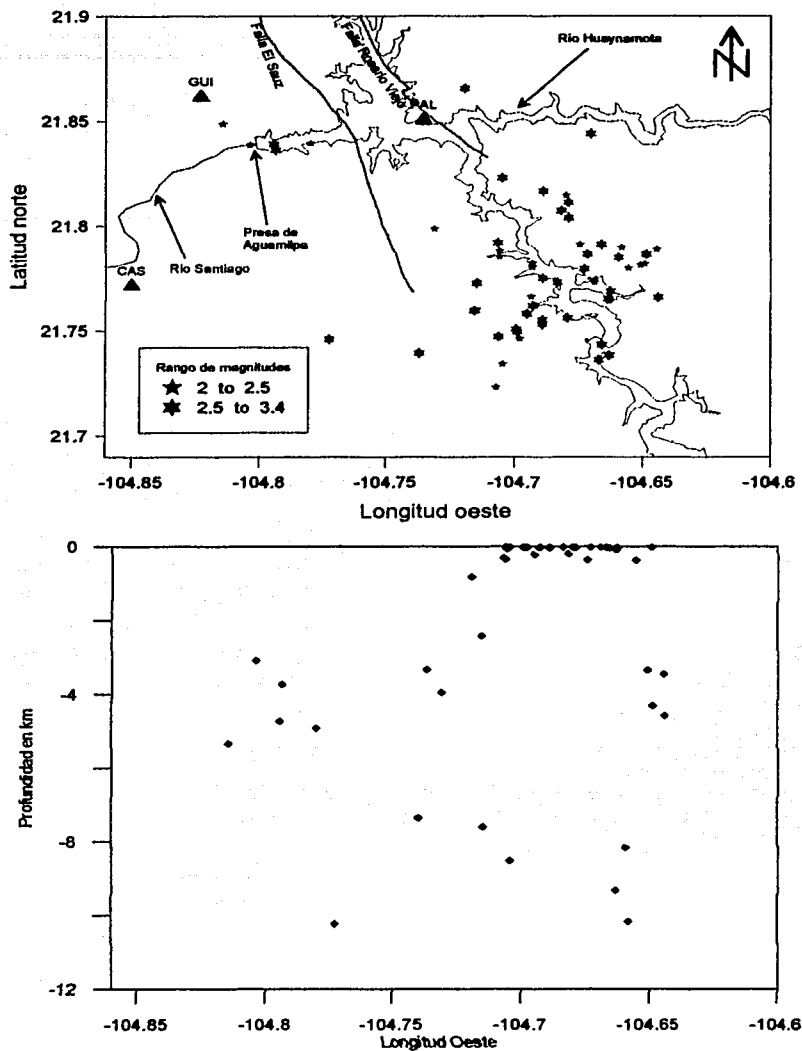 21.9
21.85
21.8
21.75
21.7
Latitud norte
Falla El Sauz
Falla Rosario Viejo
Río Huaynamota
N
GUI
PAL
Presa de
Aguamilpa
Río Santiago
CAS
Rango de magnitudes
2 to 2.5
2.5 to 3.4
-104.85
-104.8
-104.75
-104.7
-104.65
-104.6
Longitud oeste
0
-4
-8
-12
Profundidad en km
-104.85
-104.8
-104.75
-104.7
-104.65
-104.6
Longitud Oeste